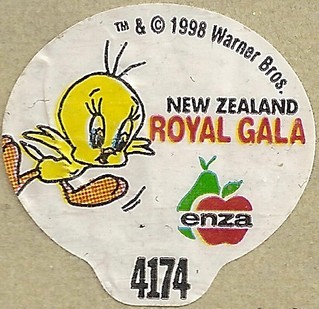 TM & © 1998 Warner Bros.
NEW ZEALAND
ROYAL GALA
enza
4174